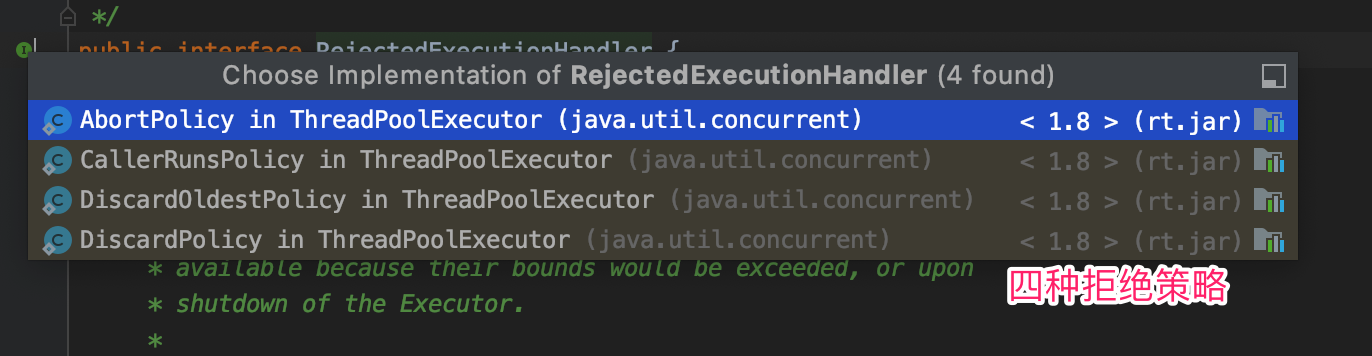 */
public interface RejectedExecutionHandler {
Choose Implementation of RejectedExecutionHandler (4 found)
AbortPolicy in ThreadPoolExecutor (java.util.concurrent) < 1.8 > (rt.jar)
CallerRunsPolicy in ThreadPoolExecutor (java.util.concurrent) < 1.8 > (rt.jar)
DiscardOldestPolicy in ThreadPoolExecutor (java.util.concurrent) < 1.8 > (rt.jar)
DiscardPolicy in ThreadPoolExecutor (java.util.concurrent) < 1.8 > (rt.jar)
* available because their bounds would be exceeded, or upon
四种拒绝策略
* shutdown of the Executor.
*